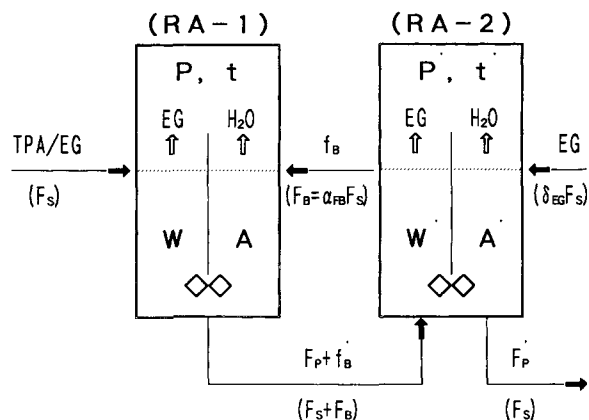 (RA-1) (RA-2)
P, t P', t'
EG H₂O EG H₂O
TPA/EG f_B EG
(F_S) (F_B=α_FB F_S) (δ_EG F_S)
W A W' A'
F_P+f_B' F_P'
(F_S+F_B) (F_S)